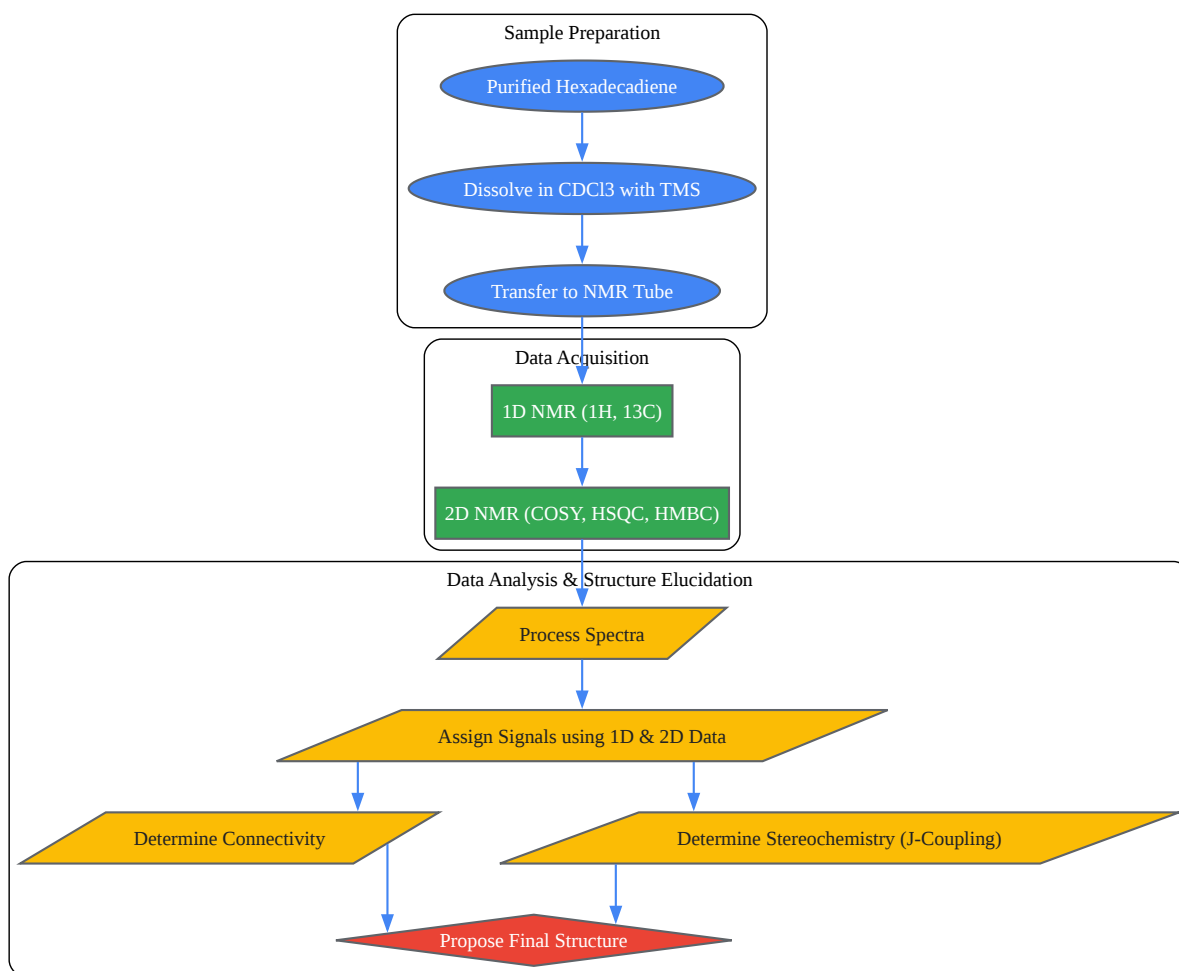 Sample Preparation
Purified Hexadecadiene
Dissolve in CDCl3 with TMS
Transfer to NMR Tube
Data Acquisition
1D NMR (1H, 13C)
2D NMR (COSY, HSQC, HMBC)
Data Analysis & Structure Elucidation
Process Spectra
Assign Signals using 1D & 2D Data
Determine Connectivity
Determine Stereochemistry (J-Coupling)
Propose Final Structure